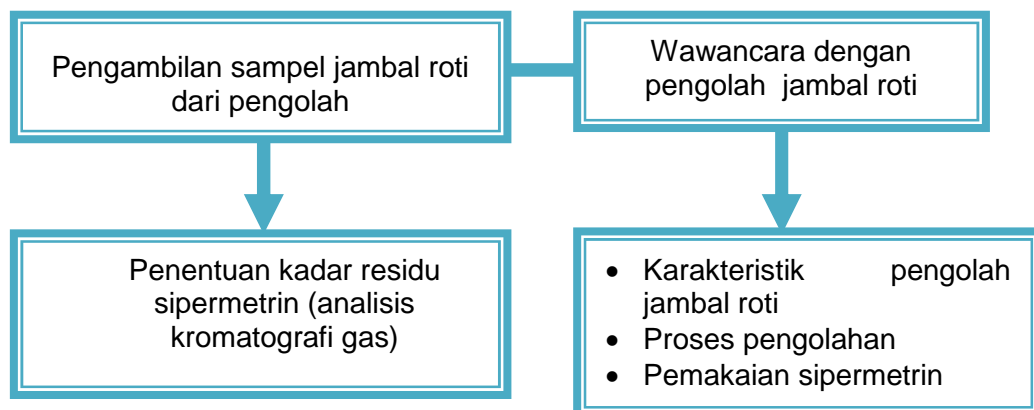 Pengambilan sampel jambal roti
dari pengolah
Wawancara dengan
pengolah jambal roti
Penentuan kadar residu
sipermetrin (analisis
kromatografi gas)
• Karakteristik pengolah
jambal roti
• Proses pengolahan
• Pemakaian sipermetrin